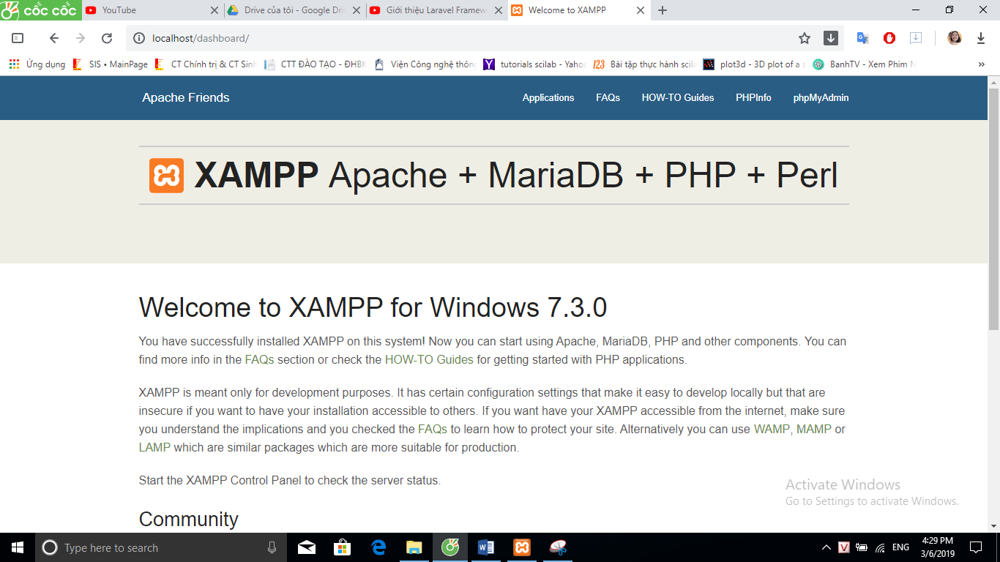 cốc cốc
YouTube
Drive của tôi - Google Dri
Giới thiệu Laravel Framew
Welcome to XAMPP
localhost/dashboard/
Ứng dụng
SIS • MainPage
CT Chính trị & CT Sinh
CTT ĐÀO TẠO - ĐHBK
Viện Công nghệ thông
tutorials scilab - Yahoo
123
Bài tập thực hành scila
plot3d - 3D plot of a s
BanhTV - Xem Phim N
Apache Friends
Applications
FAQs
HOW-TO Guides
PHPInfo
phpMyAdmin
XAMPP Apache + MariaDB + PHP + Perl
Welcome to XAMPP for Windows 7.3.0
You have successfully installed XAMPP on this system! Now you can start using Apache, MariaDB, PHP and other components. You can
find more info in the FAQs section or check the HOW-TO Guides for getting started with PHP applications.
XAMPP is meant only for development purposes. It has certain configuration settings that make it easy to develop locally but that are
insecure if you want to have your installation accessible to others. If you want have your XAMPP accessible from the internet, make sure
you understand the implications and you checked the FAQs to learn how to protect your site. Alternatively you can use WAMP, MAMP or
LAMP which are similar packages which are more suitable for production.
Start the XAMPP Control Panel to check the server status.
Activate Windows
Go to Settings to activate Windows.
Community
Type here to search
ENG
4:29 PM
3/6/2019